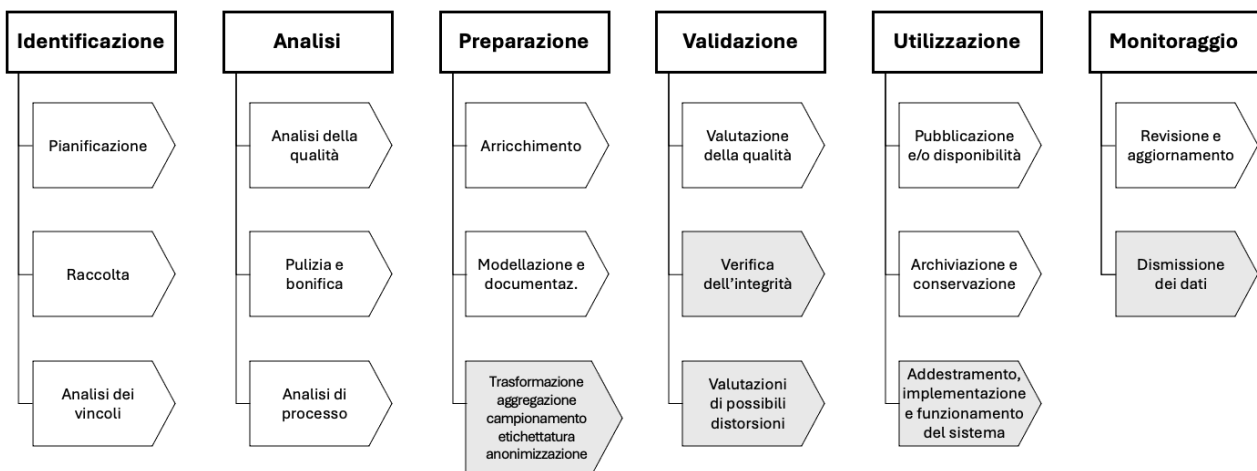 Identificazione
Analisi
Preparazione
Validazione
Utilizzazione
Monitoraggio
Pianificazione
Analisi della
qualità
Arricchimento
Valutazione
della qualità
Pubblicazione
e/o disponibilità
Revisione e
aggiornamento
Raccolta
Pulizia e
bonifica
Modellazione e
documentaz.
Verifica
dell'integrità
Archiviazione e
conservazione
Dismissione
dei dati
Analisi dei
vincoli
Analisi di
processo
Trasformazione
aggregazione
campionamento
etichettatura
anonimizzazione
Valutazioni
di possibili
distorsioni
Addestramento,
implementazione
e funzionamento
del sistema